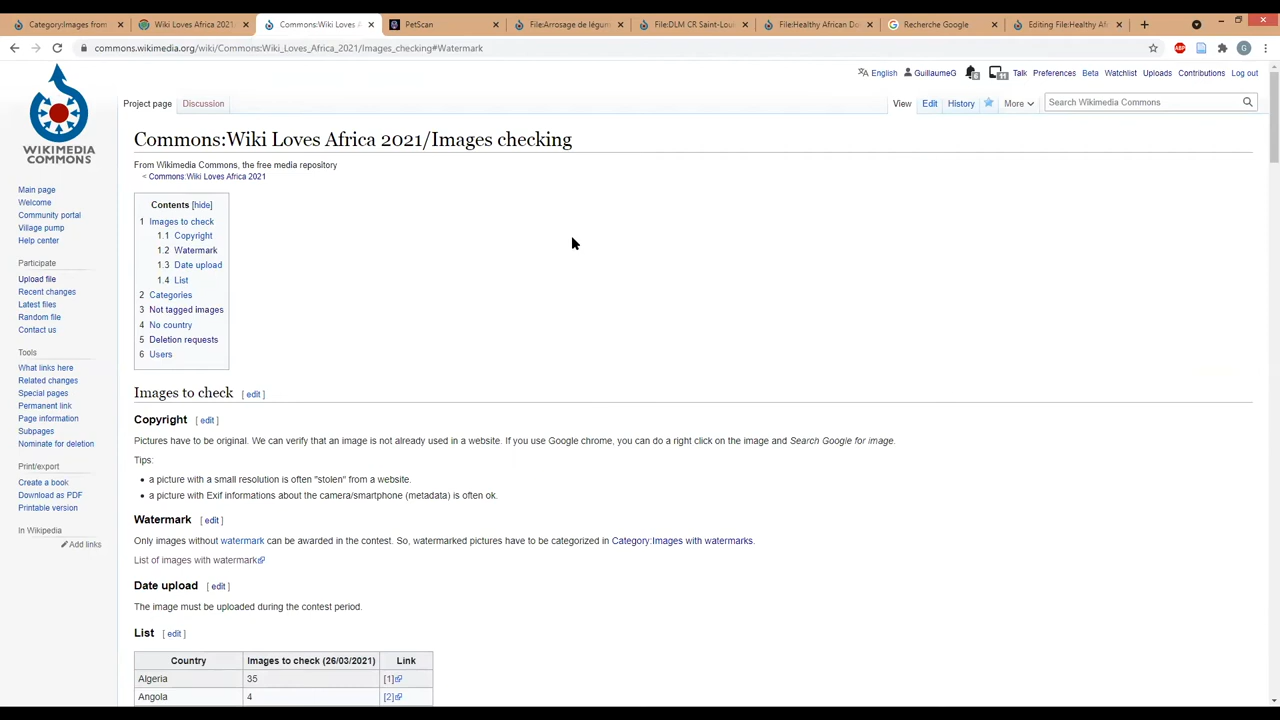 Category:Images from
Wiki Loves Africa 2021
Commons:Wiki Loves A
PetScan
File:Arrosage de légum
File:DLM CR Saint-Loui
File:Healthy African Do
Recherche Google
Editing File:Healthy Af
commons.wikimedia.org/wiki/Commons:Wiki_Loves_Africa_2021/Images_checking#Watermark
English GuillaumeG Talk Preferences Beta Watchlist Uploads Contributions Log out
Project page Discussion View Edit History More Search Wikimedia Commons
WIKIMEDIA
COMMONS
Commons:Wiki Loves Africa 2021/Images checking
From Wikimedia Commons, the free media repository
< Commons:Wiki Loves Africa 2021
Main page
Welcome
Community portal
Village pump
Help center
Participate
Upload file
Recent changes
Latest files
Random file
Contact us
Tools
What links here
Related changes
Special pages
Permanent link
Page information
Subpages
Nominate for deletion
Print/export
Create a book
Download as PDF
Printable version
In Wikipedia
Add links
Contents [hide]
1 Images to check
1.1 Copyright
1.2 Watermark
1.3 Date upload
1.4 List
2 Categories
3 Not tagged images
4 No country
5 Deletion requests
6 Users
Images to check [ edit ]
Copyright [ edit ]
Pictures have to be original. We can verify that an image is not already used in a website. If you use Google chrome, you can do a right click on the image and Search Google for image.
Tips:
• a picture with a small resolution is often "stolen" from a website.
• a picture with Exif informations about the camera/smartphone (metadata) is often ok.
Watermark [ edit ]
Only images without watermark can be awarded in the contest. So, watermarked pictures have to be categorized in Category:Images with watermarks.
List of images with watermark
Date upload [ edit ]
The image must be uploaded during the contest period.
List [ edit ]
Country Images to check (26/03/2021) Link
Algeria 35 [1]
Angola 4 [2]